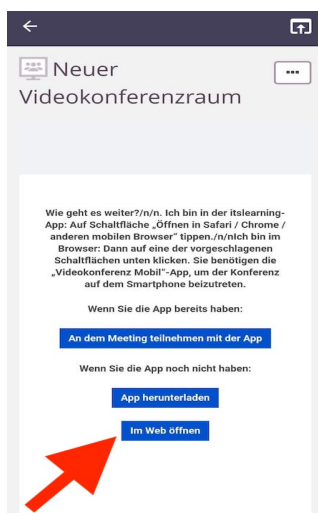 Neuer
Videokonferenzraum
Wie geht es weiter?/n/n. Ich bin in der itslearning-
App: Auf Schaltfläche „Öffnen in Safari / Chrome /
anderen mobilen Browser“ tippen./n/nIch bin im
Browser: Dann auf eine der vorgeschlagenen
Schaltflächen unten klicken. Sie benötigen die
„Videokonferenz Mobil“-App, um der Konferenz
auf dem Smartphone beizutreten.
Wenn Sie die App bereits haben:
An dem Meeting teilnehmen mit der App
Wenn Sie die App noch nicht haben:
App herunterladen
Im Web öffnen